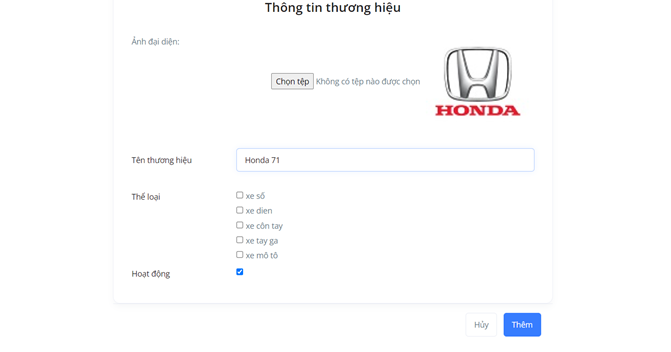 Thông tin thương hiệu
Ảnh đại diện:
Chọn tệp Không có tệp nào được chọn
HONDA
Tên thương hiệu Honda 71
Thể loại
xe số
xe dien
xe côn tay
xe tay ga
xe mô tô
Hoạt động
Hủy Thêm